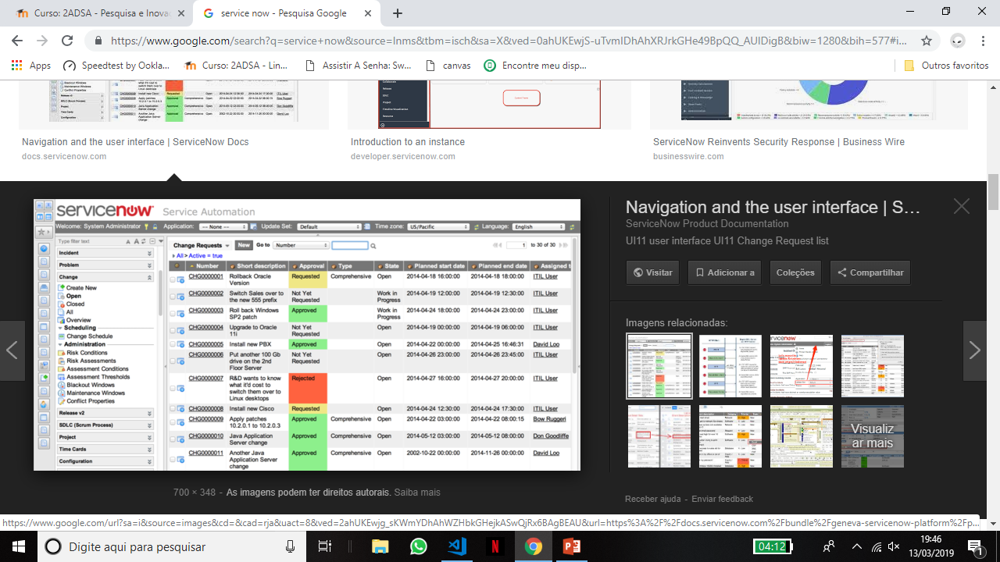 Curso: 2ADSA - Pesquisa e Inova
service now - Pesquisa Google
https://www.google.com/search?q=service+now&source=lnms&tbm=isch&sa=X&ved=0ahUKEwjS-uTvmIDhAhXRJrkGHe49BpQQ_AUIDigB&biw=1280&bih=577#i...
Apps
Speedtest by Ookla...
Curso: 2ADSA - Lin...
Assistir A Senha: Sw...
canvas
Encontre meu disp...
Outros favoritos
Navigation and the user interface | ServiceNow Docs
docs.servicenow.com
Introduction to an instance
developer.servicenow.com
ServiceNow Reinvents Security Response | Business Wire
businesswire.com
servicenow Service Automation
Welcome: System Administrator
Application: -- None --
Update Set: Default
Time zone: US/Pacific
Language: English
Type filter text
Incident
Problem
Change
Create New
Open
Closed
All
Overview
Scheduling
Change Schedule
Administration
Risk Conditions
Risk Assessments
Assessment Conditions
Assessment Thresholds
Blackout Windows
Maintenance Windows
Conflict Properties
Release v2
SDLC (Scrum Process)
Project
Time Cards
Configuration
Change Requests New Go to Number 1 to 30 of 30
All > Active = true
Number Short description Approval Type State Planned start date Planned end date Assigned t
CHG0000001 Rollback Oracle Version Requested Comprehensive Open 2014-04-18 16:00:00 2014-04-18 18:00:00 ITIL User
CHG0000002 Switch Sales over to the new 555 prefix Not Yet Requested Work in Progress 2014-04-19 12:00:00 2014-04-19 12:30:00 ITIL User
CHG0000003 Roll back Windows SP2 patch Approved Work in Progress 2014-04-24 18:00:00 2014-04-24 23:00:00 ITIL User
CHG0000004 Upgrade to Oracle 11i Not Yet Requested Open 2014-04-19 00:00:00 2014-04-19 06:00:00 ITIL User
CHG0000005 Install new PBX Approved Open 2014-04-22 00:00:00 2014-04-25 16:46:31 David Loo
CHG0000006 Put another 100 Gb drive on the 2nd Floor Server Not Yet Requested Open 2014-04-26 23:00:00 2014-04-26 23:45:00 ITIL User
CHG0000007 R&D wants to know what it'd cost to switch them over to Linux desktops Rejected Open 2014-04-27 16:00:00 2014-04-27 20:00:00 ITIL User
CHG0000008 Install new Cisco Requested Open 2014-04-24 12:30:00 2014-04-24 17:30:00 ITIL User
CHG0000009 Apply patches 10.2.0.1 to 10.2.0.3 Approved Comprehensive Open 2014-04-22 03:00:00 2014-04-22 08:00:15 Bow Ruggeri
CHG0000010 Java Application Server change Approved Comprehensive Open 2014-05-12 03:00:00 2014-05-12 09:00:00 Don Goodliffe
CHG0000011 Another Java Application Server change Approved Comprehensive Open 2002-10-22 00:00:00 2014-11-26 00:00:00 David Loo
700 × 348 - As imagens podem ter direitos autorais. Saiba mais
Navigation and the user interface | S...
ServiceNow Product Documentation
UI11 user interface UI11 Change Request list
Visitar
Adicionar a
Coleções
Compartilhar
Imagens relacionadas:
Visualiz
ar mais
Receber ajuda - Enviar feedback
https://www.google.com/url?sa=i&source=images&cd=&cad=rja&uact=8&ved=2ahUKEwjg_sKWmYDhAhWZHbkGHejkASwQjRx6BAgBEAU&url=https%3A%2F%2Fdocs.servicenow.com%2Fbundle%2Fgeneva-servicenow-platform%2Fp...
Digite aqui para pesquisar
04:12
19:46
13/03/2019
1